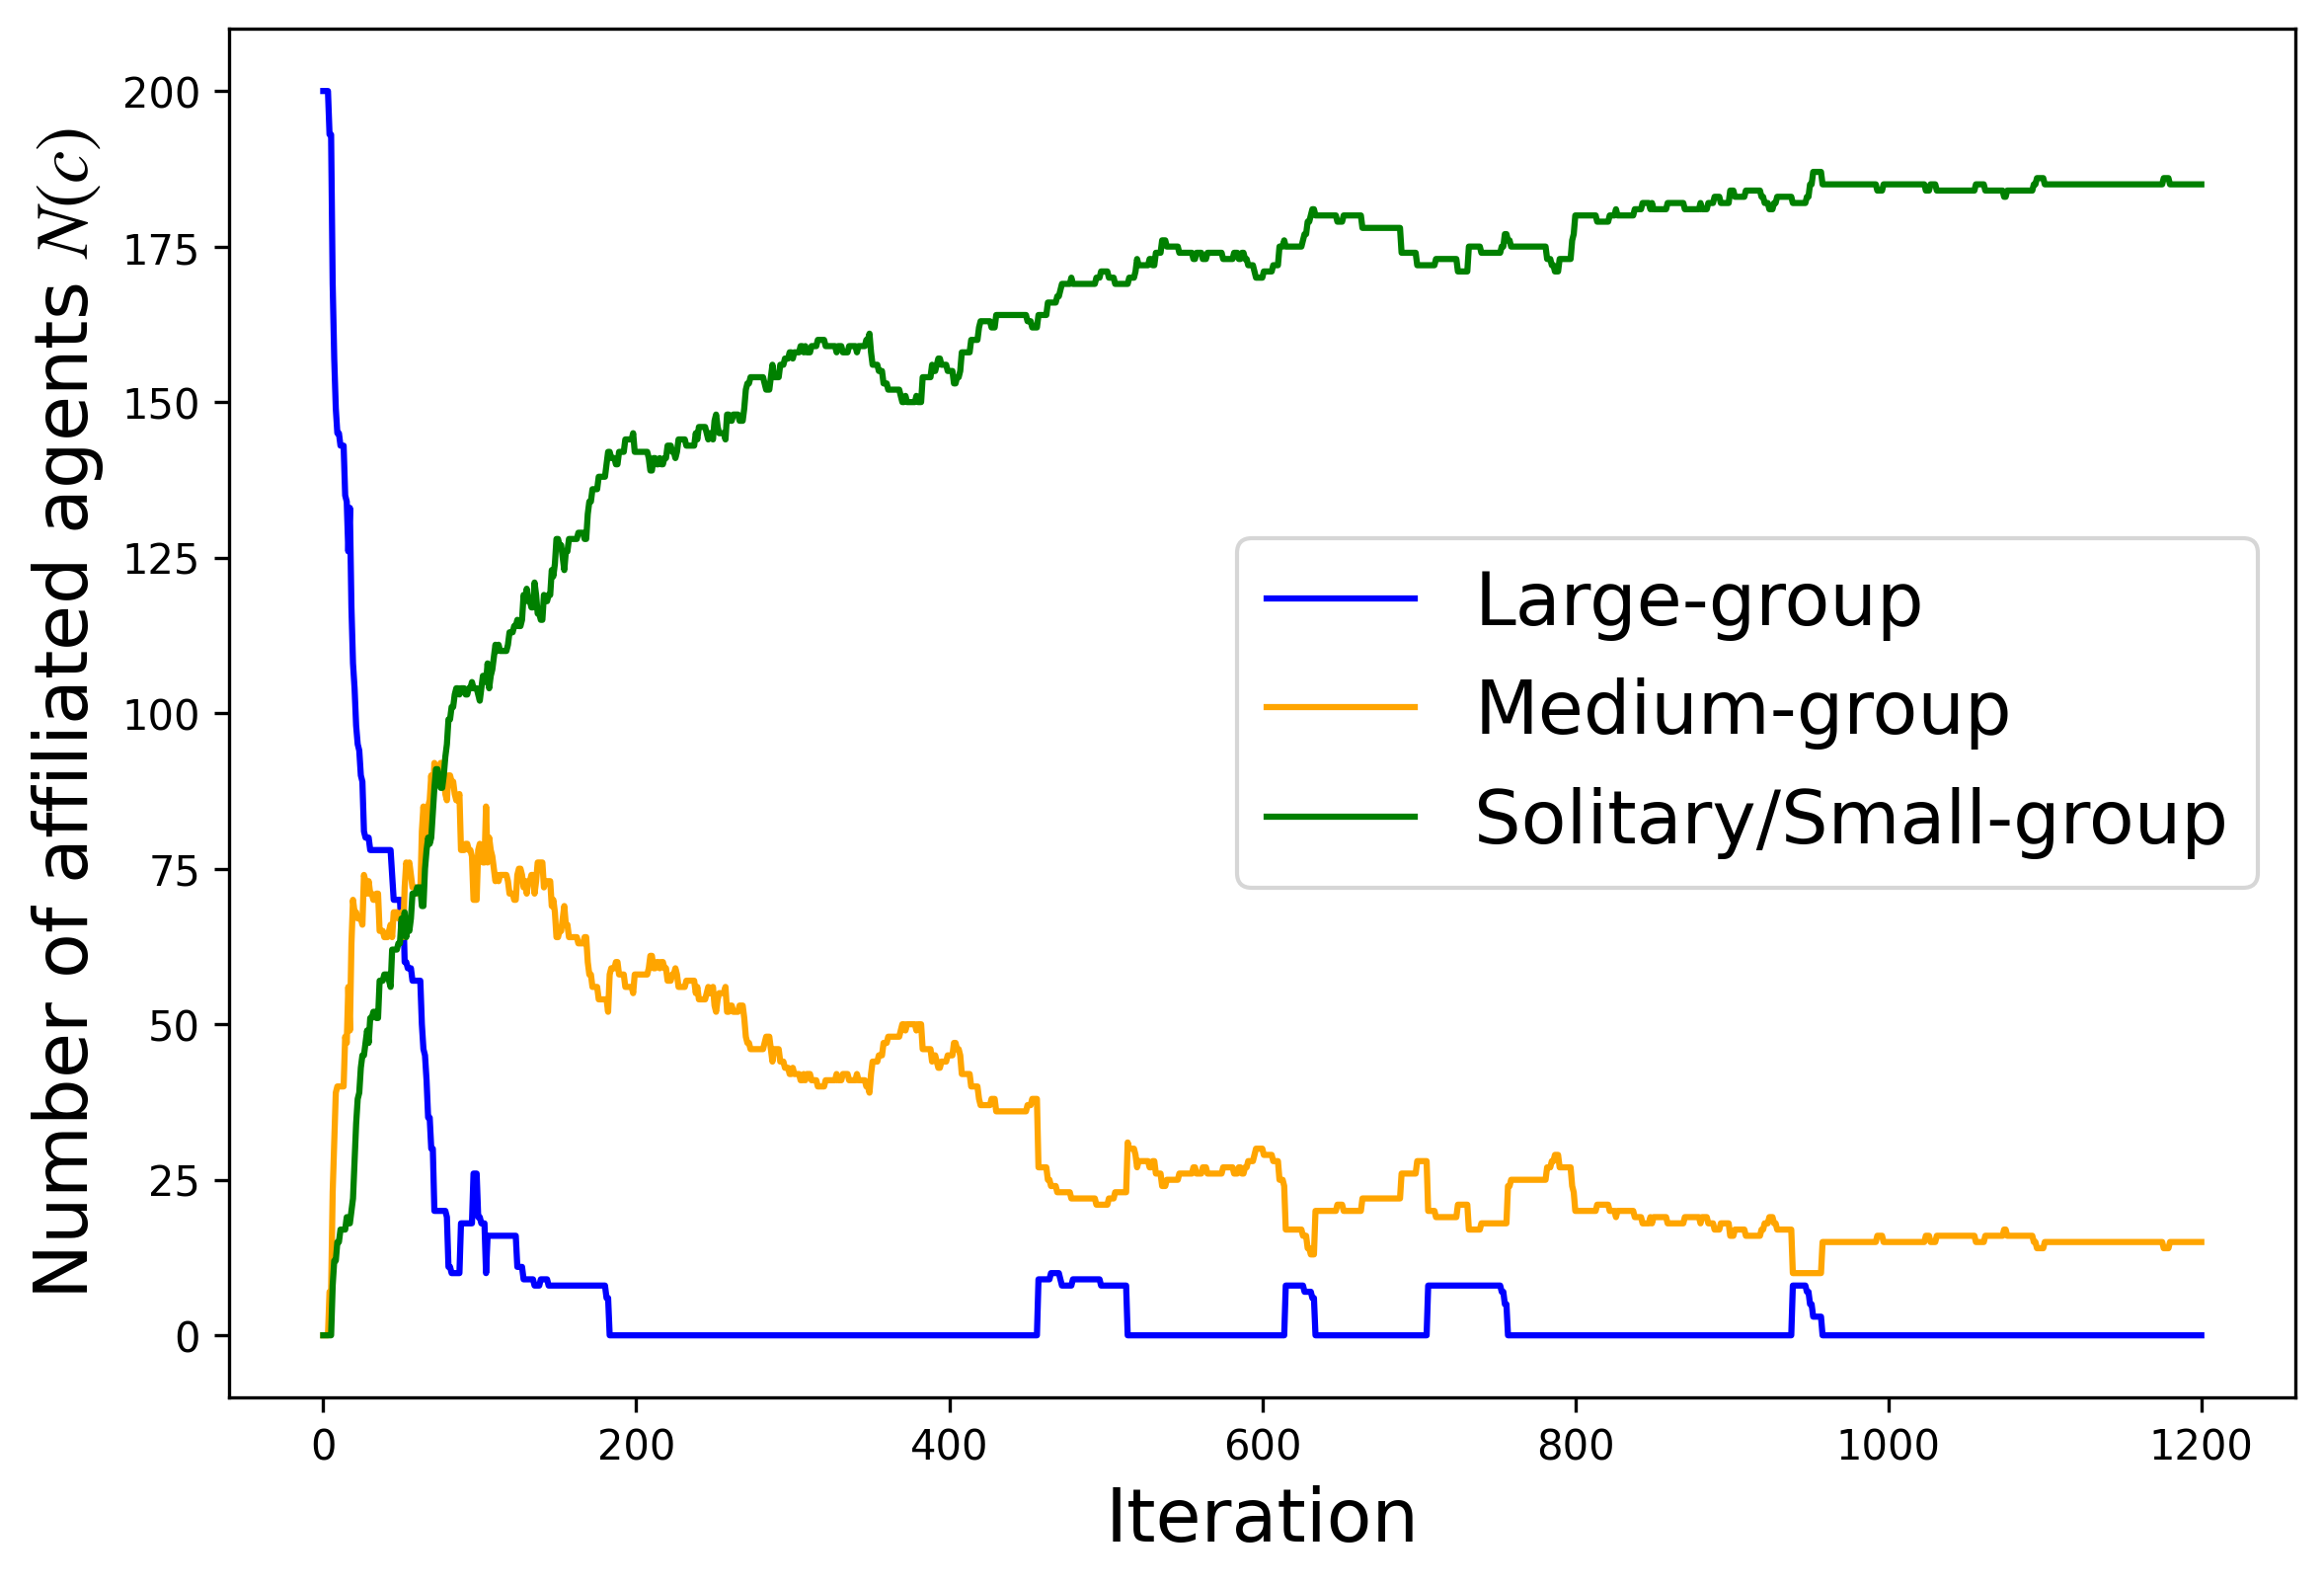 Number of affiliated agents N(c)
200
175
150
125
100
75
50
25
0
Large-group
Medium-group
Solitary/Small-group
0 200 400 600 800 1000 1200
Iteration